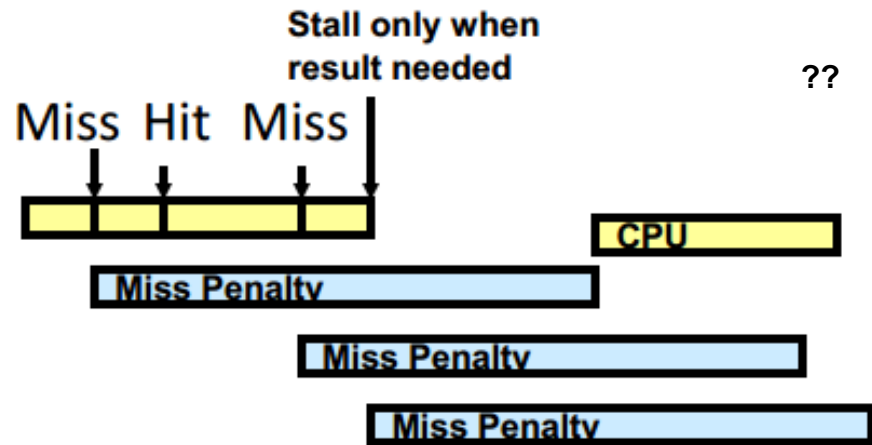 Stall only when
result needed
??
Miss Hit Miss
CPU
Miss Penalty
Miss Penalty
Miss Penalty